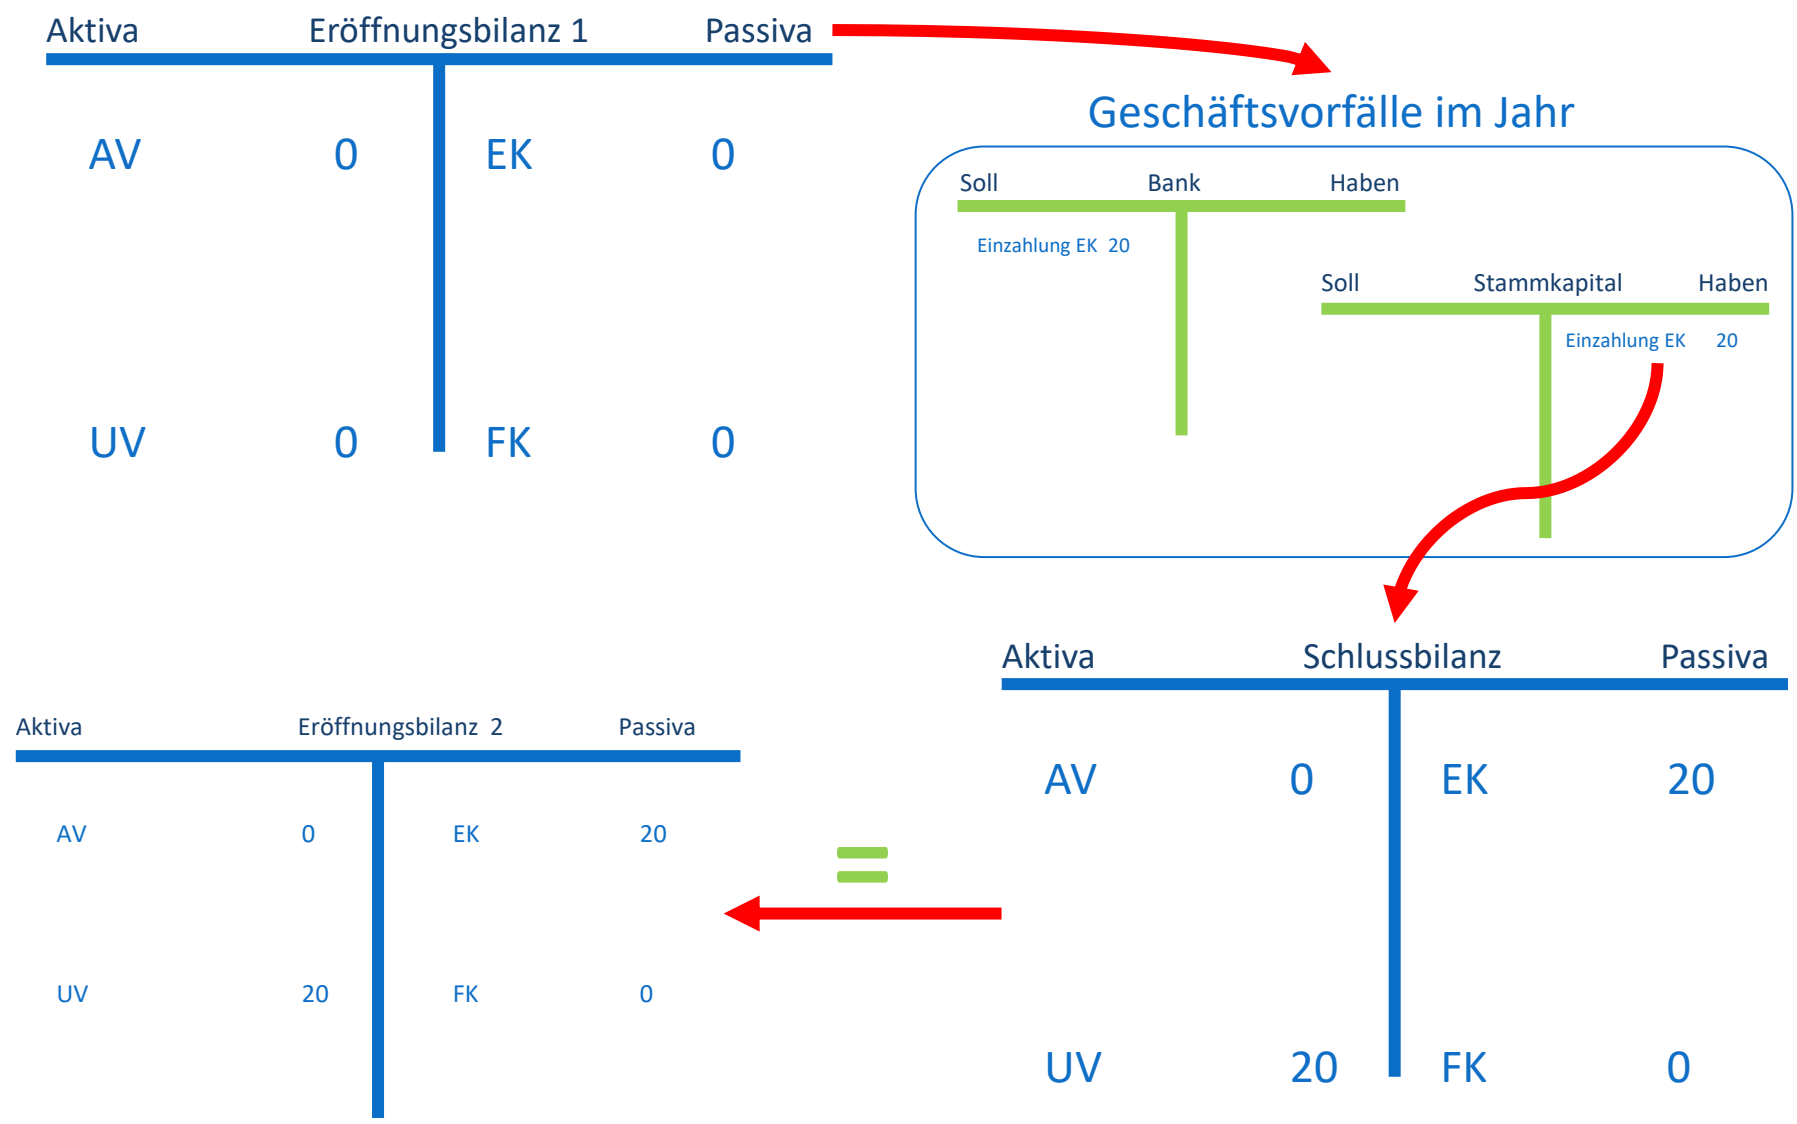 Aktiva Eröffnungsbilanz 1 Passiva
AV 0 EK 0
UV 0 FK 0
Geschäftsvorfälle im Jahr
Soll Bank Haben
Einzahlung EK 20
Soll Stammkapital Haben
Einzahlung EK 20
Aktiva Schlussbilanz Passiva
AV 0 EK 20
UV 20 FK 0
Aktiva Eröffnungsbilanz 2 Passiva
AV 0 EK 20
=
UV 20 FK 0